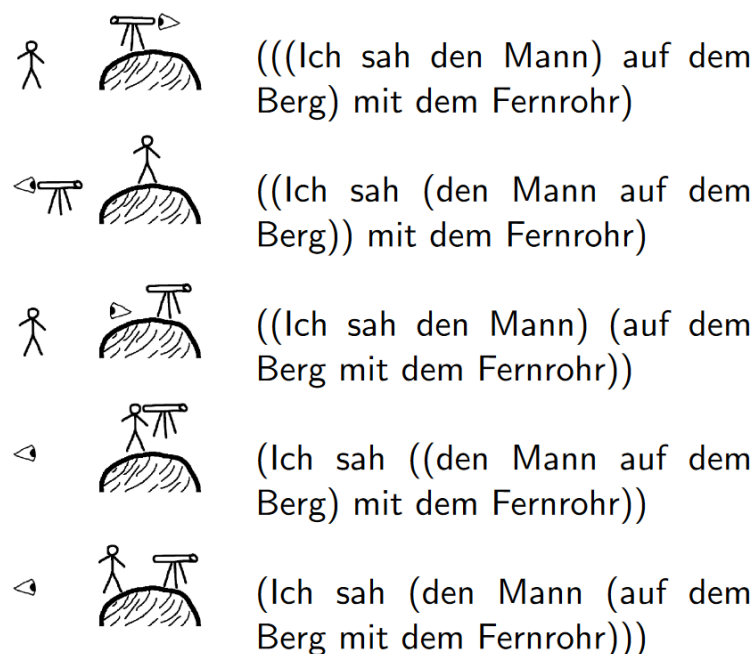 (((Ich sah den Mann) auf dem
Berg) mit dem Fernrohr)
((Ich sah (den Mann auf dem
Berg)) mit dem Fernrohr)
((Ich sah den Mann) (auf dem
Berg mit dem Fernrohr))
(Ich sah ((den Mann auf dem
Berg) mit dem Fernrohr))
(Ich sah (den Mann (auf dem
Berg mit dem Fernrohr)))